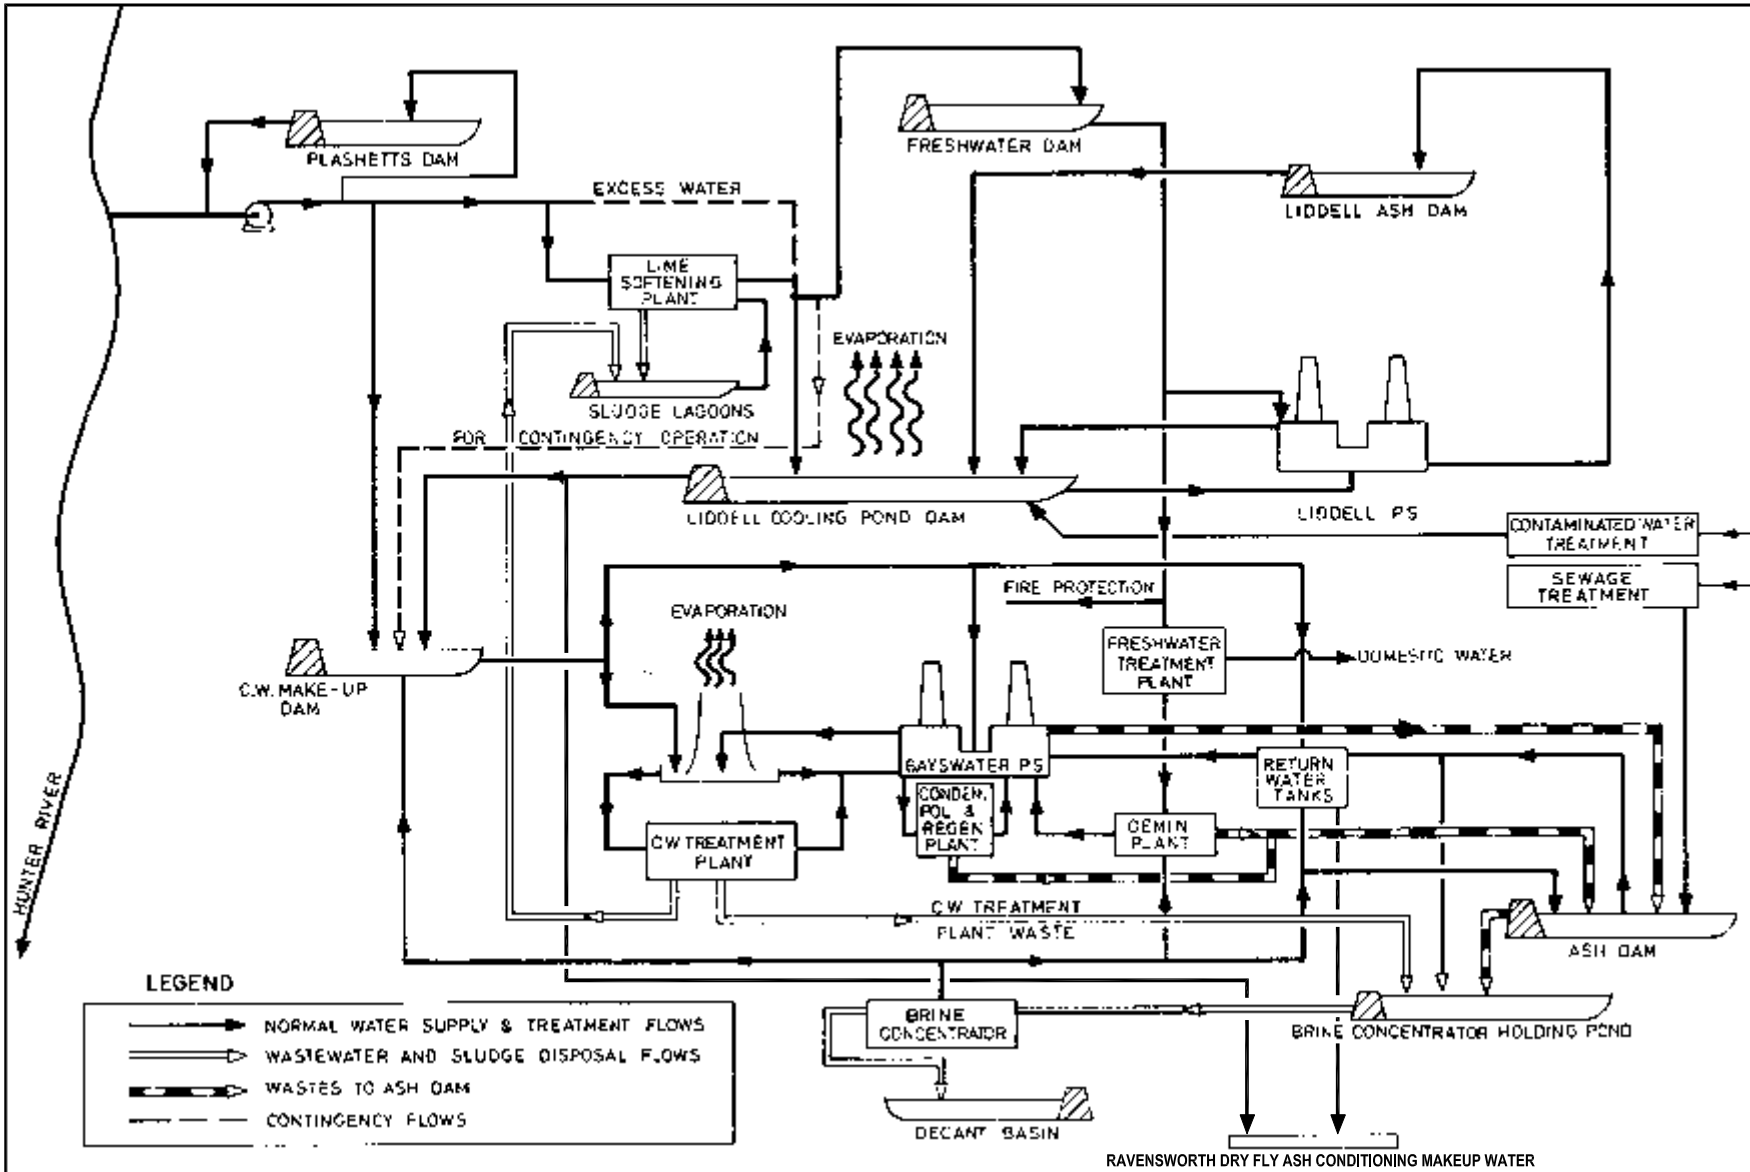 PLASHETTS DAM
FRESHWATER DAM
EXCESS WATER
LIDDELL ASH DAM
LIME
SOFTENING
PLANT
EVAPORATION
SLUDGE LAGOONS
FOR CONTINGENCY OPERATION
LIDDELL COOLING POND DAM
LIDDELL PS
CONTAMINATED WATER
TREATMENT
SEWAGE
TREATMENT
FIRE PROTECTION
EVAPORATION
FRESHWATER
TREATMENT
PLANT
DOMESTIC WATER
C.W. MAKE-UP
DAM
BAYSWATER PS
RETURN
WATER
TANKS
CONDEN.
POL &
REGEN
PLANT
DEMIN
PLANT
CW TREATMENT
PLANT
HUNTER RIVER
CW TREATMENT
PLANT WASTE
ASH DAM
BRINE
CONCENTRATOR
BRINE CONCENTRATOR HOLDING POND
DECANT BASIN
LEGEND
NORMAL WATER SUPPLY & TREATMENT FLOWS
WASTEWATER AND SLUDGE DISPOSAL FLOWS
WASTES TO ASH DAM
CONTINGENCY FLOWS
RAVENSWORTH DRY FLY ASH CONDITIONING MAKEUP WATER